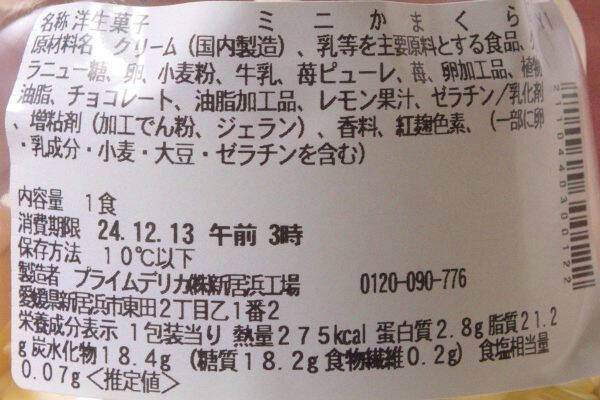 名称 洋生菓子 ミニかまくら
原材料名 クリーム（国内製造）、乳等を主要原料とする食品、
ラニュー糖、卵、小麦粉、牛乳、苺ピューレ、苺、卵加工品、植物
油脂、チョコレート、油脂加工品、レモン果汁、ゼラチン/乳化剤
、増粘剤（加工でん粉、ジェラン）、香料、紅麹色素、（一部に卵
・乳成分・小麦・大豆・ゼラチンを含む）
内容量 1食
消費期限 24.12.13 午前 3時
保存方法 10℃以下
製造者 プライムデリカ㈱新居浜工場 0120-090-776
愛媛県新居浜市東田2丁目乙1番2
栄養成分表示 1包装当り 熱量275kcal 蛋白質2.8g 脂質21.2
g 炭水化物18.4g （糖質18.2g 食物繊維0.2g） 食塩相当量
0.07g＜推定値＞